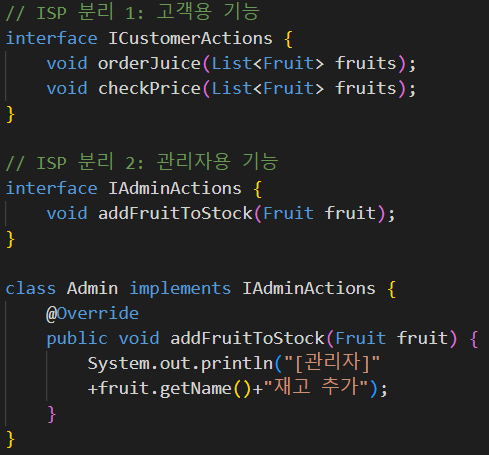 // ISP 분리 1: 고객용 기능
interface ICustomerActions {
    void orderJuice(List<Fruit> fruits);
    void checkPrice(List<Fruit> fruits);
}

// ISP 분리 2: 관리자용 기능
interface IAdminActions {
    void addFruitToStock(Fruit fruit);
}

class Admin implements IAdminActions {
    @Override
    public void addFruitToStock(Fruit fruit) {
        System.out.println("[관리자]"
        +fruit.getName()+"재고 추가");
    }
}